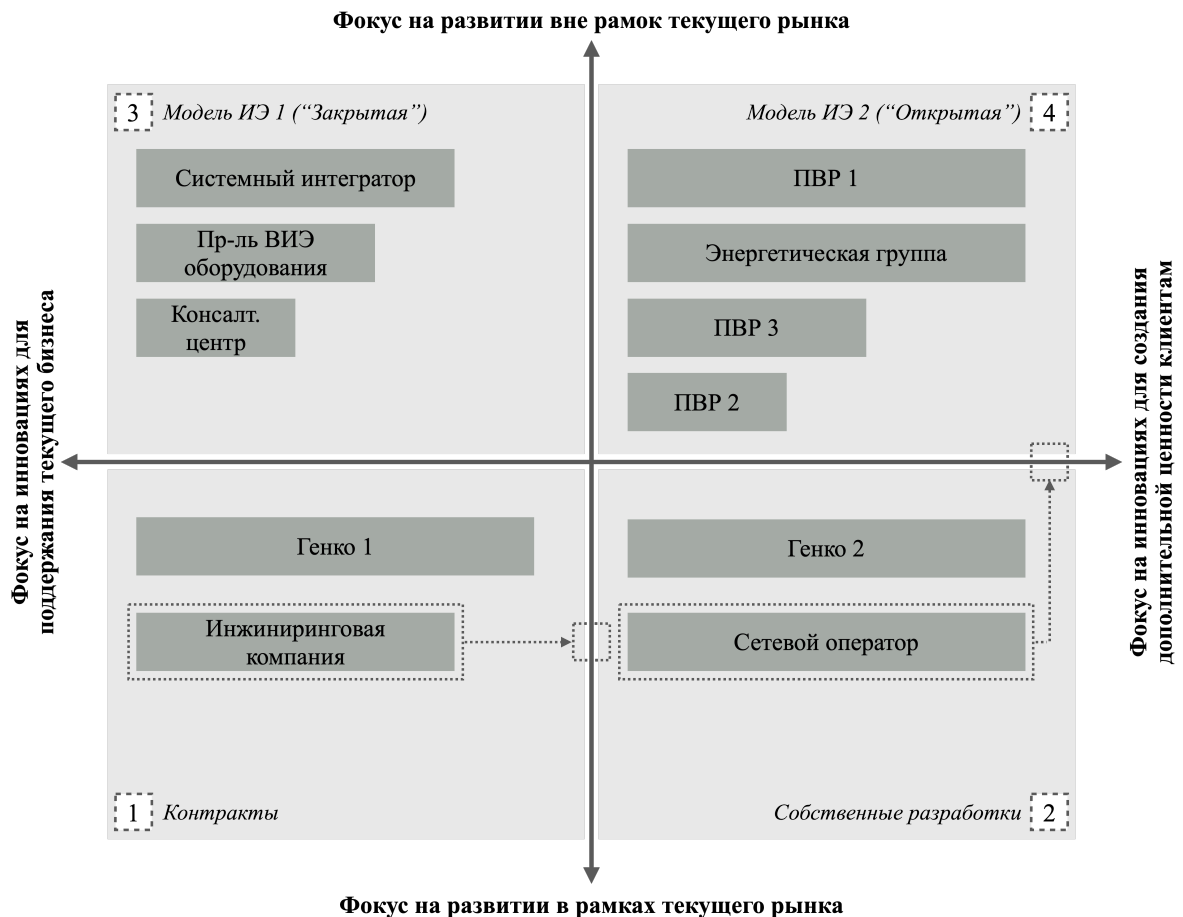 Фокус на развитии вне рамок текущего рынка
3 Модель ИЭ 1 (“Закрытая”)
Модель ИЭ 2 (“Открытая”) 4
Системный интегратор
Пр-ль ВИЭ
оборудования
Консалт.
центр
ПВР 1
Энергетическая группа
ПВР 3
ПВР 2
Фокус на инновациях для
поддержания текущего бизнеса
Фокус на инновациях для создания
дополнительной ценности клиентам
Генко 1
Инжиниринговая
компания
Генко 2
Сетевой оператор
1 Контракты
Собственные разработки 2
Фокус на развитии в рамках текущего рынка